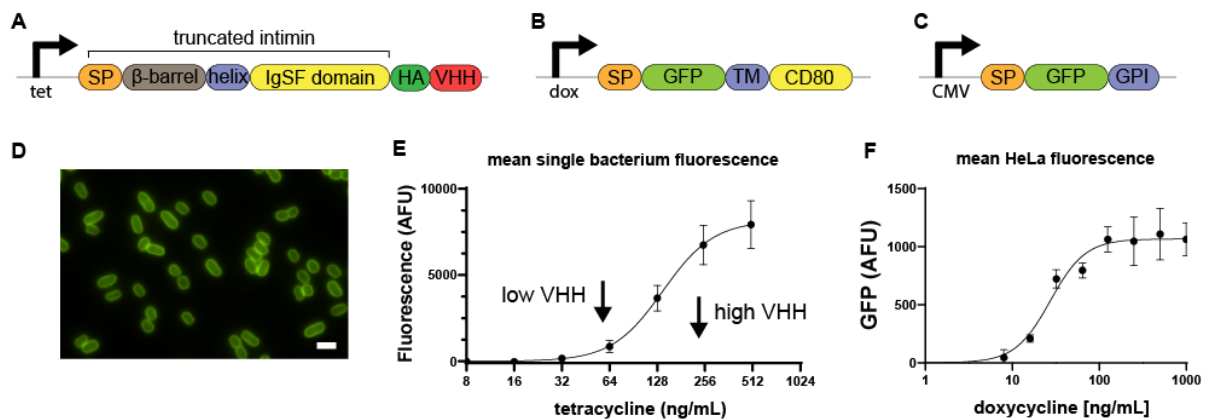 A
truncated intimin
SP β-barrel helix IgSF domain HA VHH
tet
B
SP GFP TM CD80
dox
C
SP GFP GPI
CMV
D
E
mean single bacterium fluorescence
Fluorescence (AFU)
10000
5000
0
low VHH
high VHH
8 16 32 64 128 256 512 1024
tetracycline (ng/mL)
F
mean HeLa fluorescence
GFP (AFU)
1500
1000
500
0
1 10 100 1000
doxycycline [ng/mL]